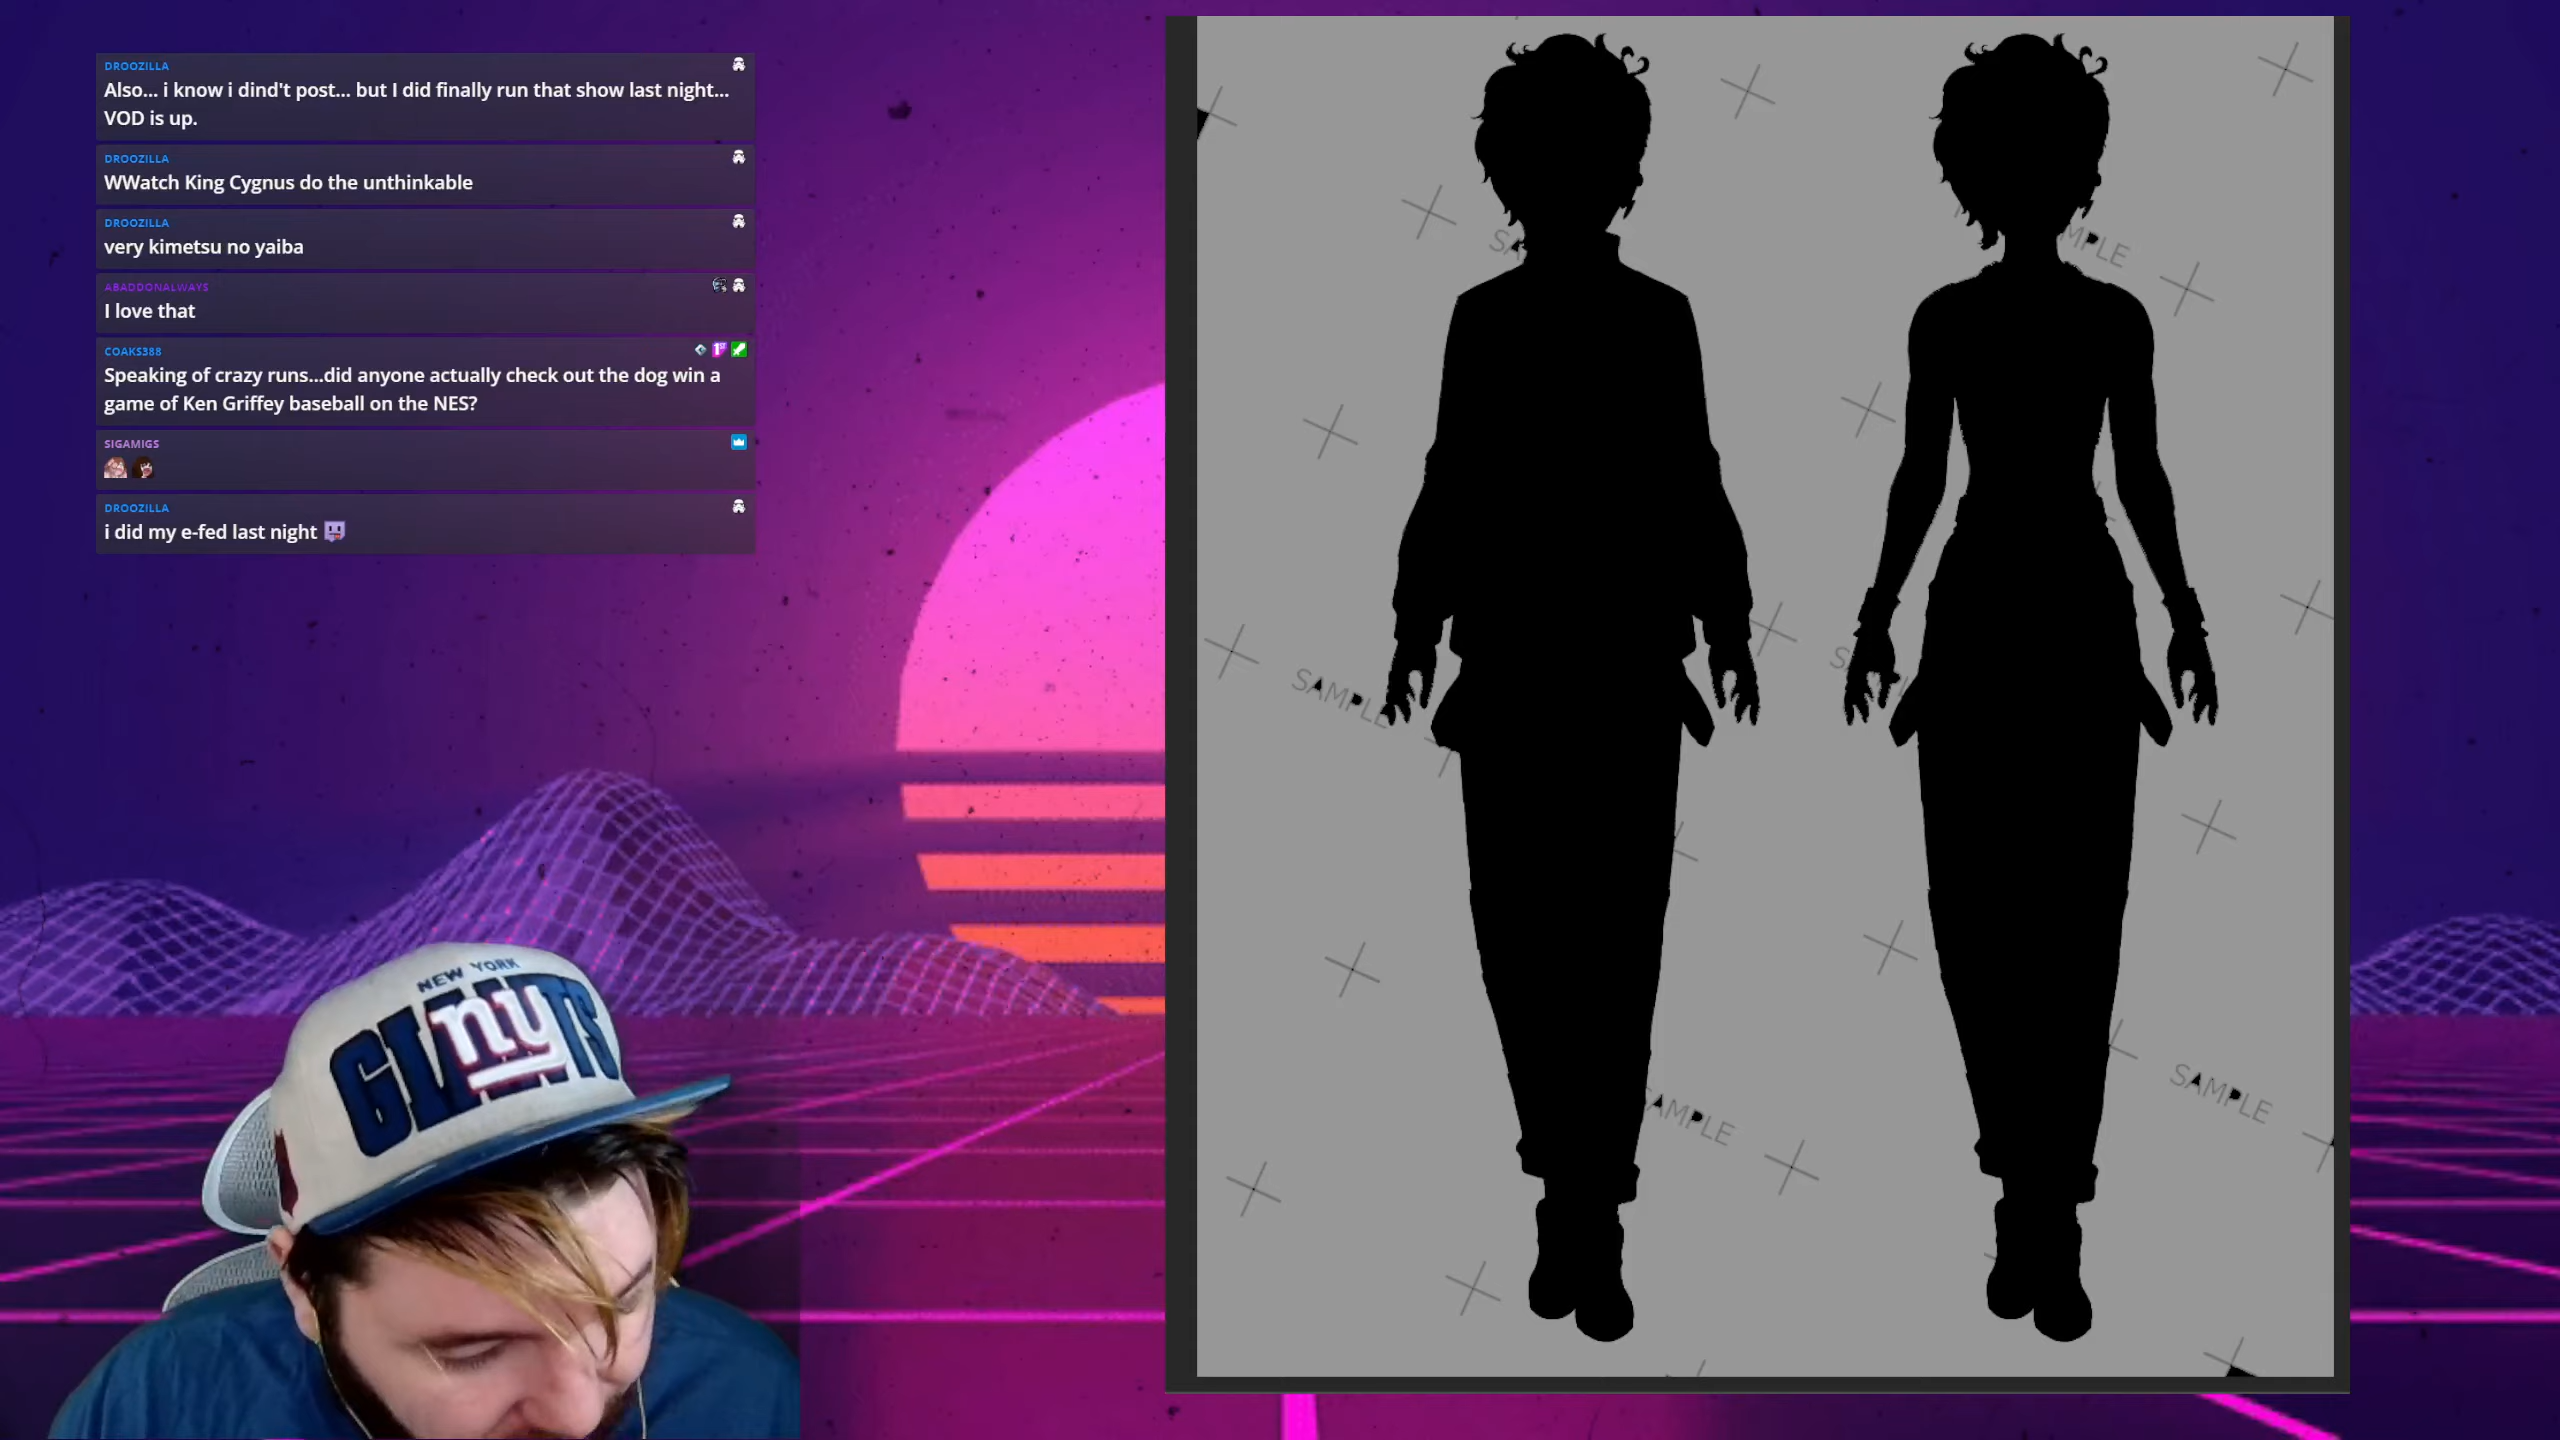 DROOZILLA
Also... i know i dind't post... but I did finally run that show last night...
VOD is up.
DROOZILLA
WWatch King Cygnus do the unthinkable
DROOZILLA
very kimetsu no yaiba
ABADDONALWAYS
I love that
COAKS388
Speaking of crazy runs...did anyone actually check out the dog win a
game of Ken Griffey baseball on the NES?
SIGAMIGS
DROOZILLA
i did my e-fed last night
NEW YORK
GIANTS
ny
SAMPLE
SAMPLE
SAMPLE